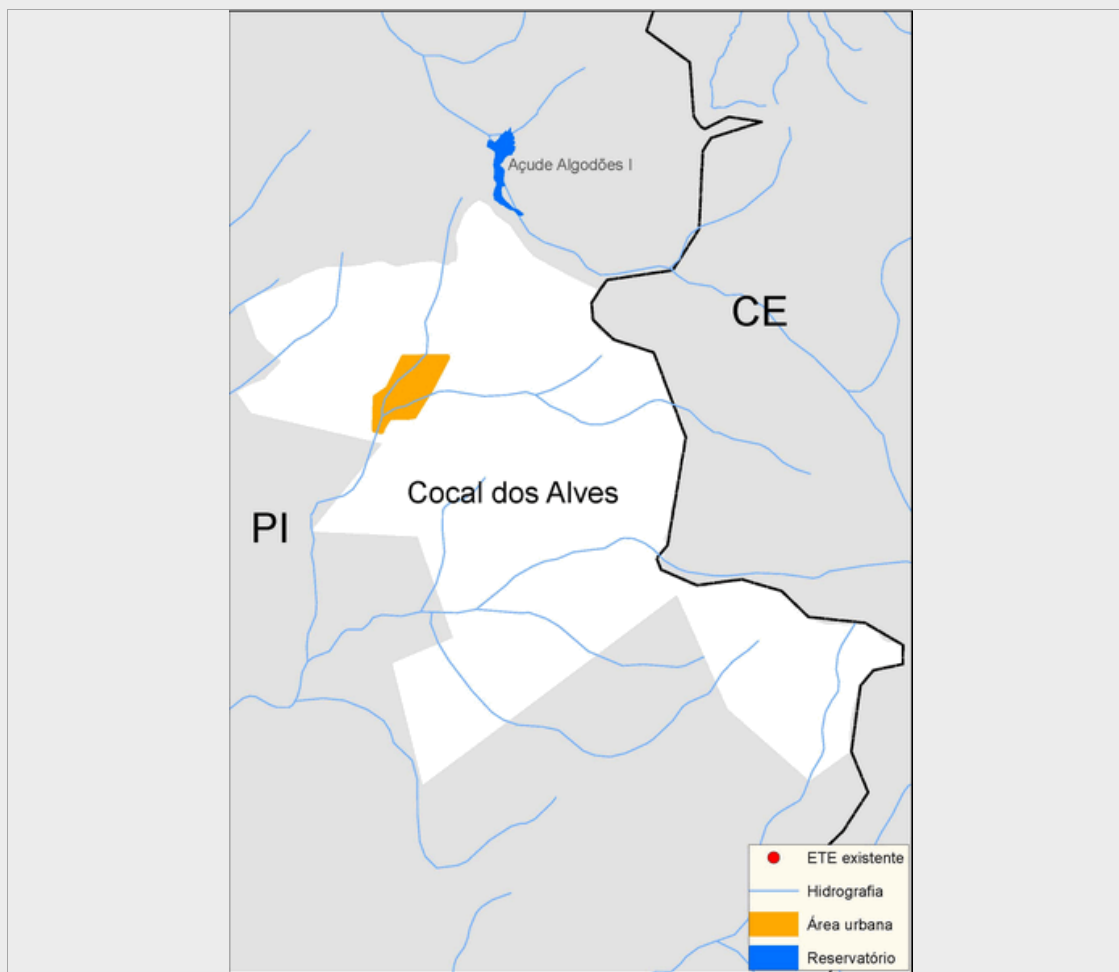 Açude Algodões I
CE
Cocal dos Alves
PI
ETE existente
Hidrografia
Área urbana
Reservatório